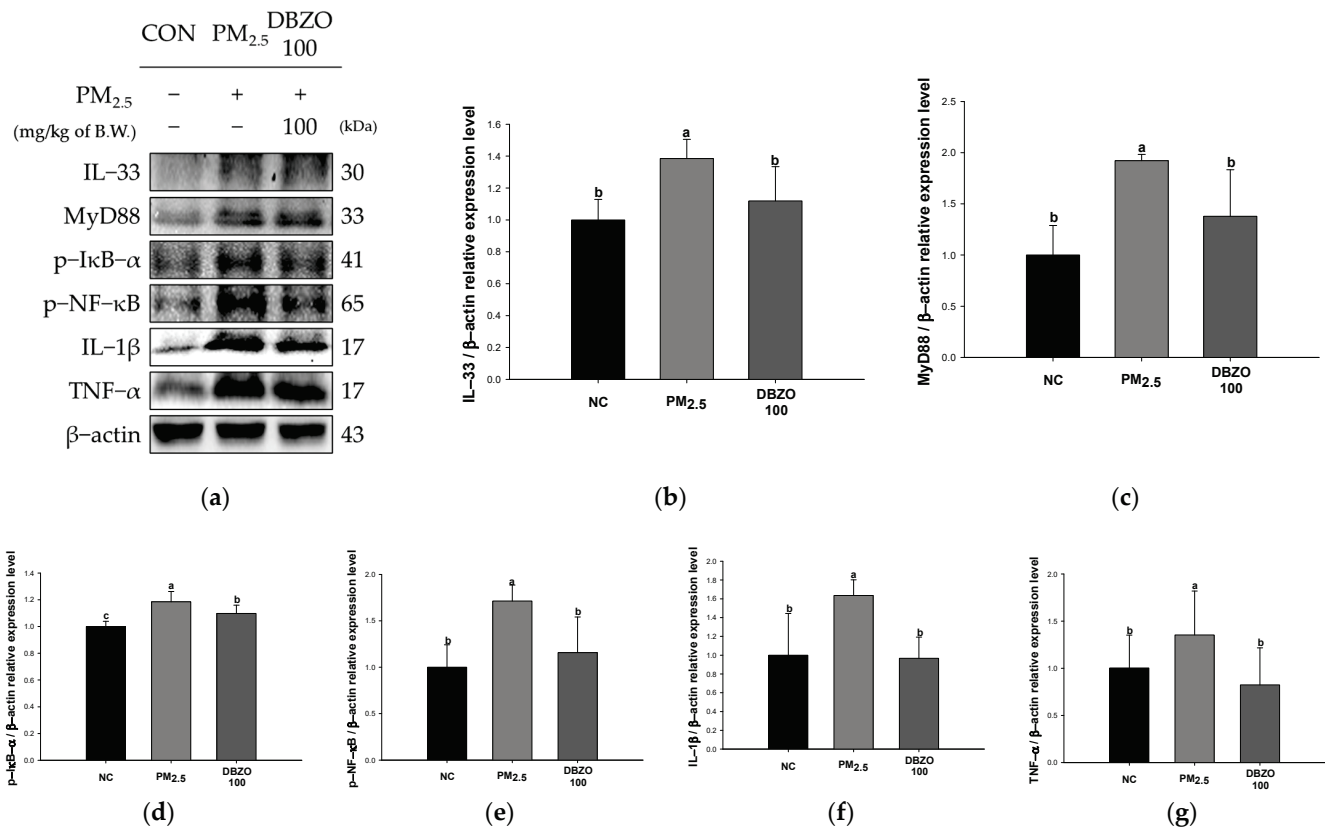 CON PM2.5 DBZO
100
PM2.5 − + +
(mg/kg of B.W.) − − 100 (kDa)
IL−33 30
MyD88 33
p−IκB−α 41
p−NF−κB 65
IL−1β 17
TNF−α 17
β−actin 43
(a)
IL−33 / β−actin relative expression level
1.6
1.4
1.2
1.0
0.8
0.6
0.4
0.2
0.0
b
a
b
NC PM2.5 DBZO
100
(b)
MyD88 / β−actin relative expression level
2.5
2.0
1.5
1.0
0.5
0.0
b
a
b
NC PM2.5 DBZO
100
(c)
p−IκB−α / β−actin relative expression level
1.4
1.2
1.0
0.8
0.6
0.4
0.2
0.0
c
a
b
NC PM2.5 DBZO
100
(d)
p−NF−κB / β−actin relative expression level
2.0
1.5
1.0
0.5
0.0
b
a
b
NC PM2.5 DBZO
100
(e)
IL−1β / β−actin relative expression level
2.0
1.8
1.6
1.4
1.2
1.0
0.8
0.6
0.4
0.2
0.0
b
a
b
NC PM2.5 DBZO
100
(f)
TNF−α / β−actin relative expression level
2.0
1.5
1.0
0.5
0.0
b
a
b
NC PM2.5 DBZO
100
(g)